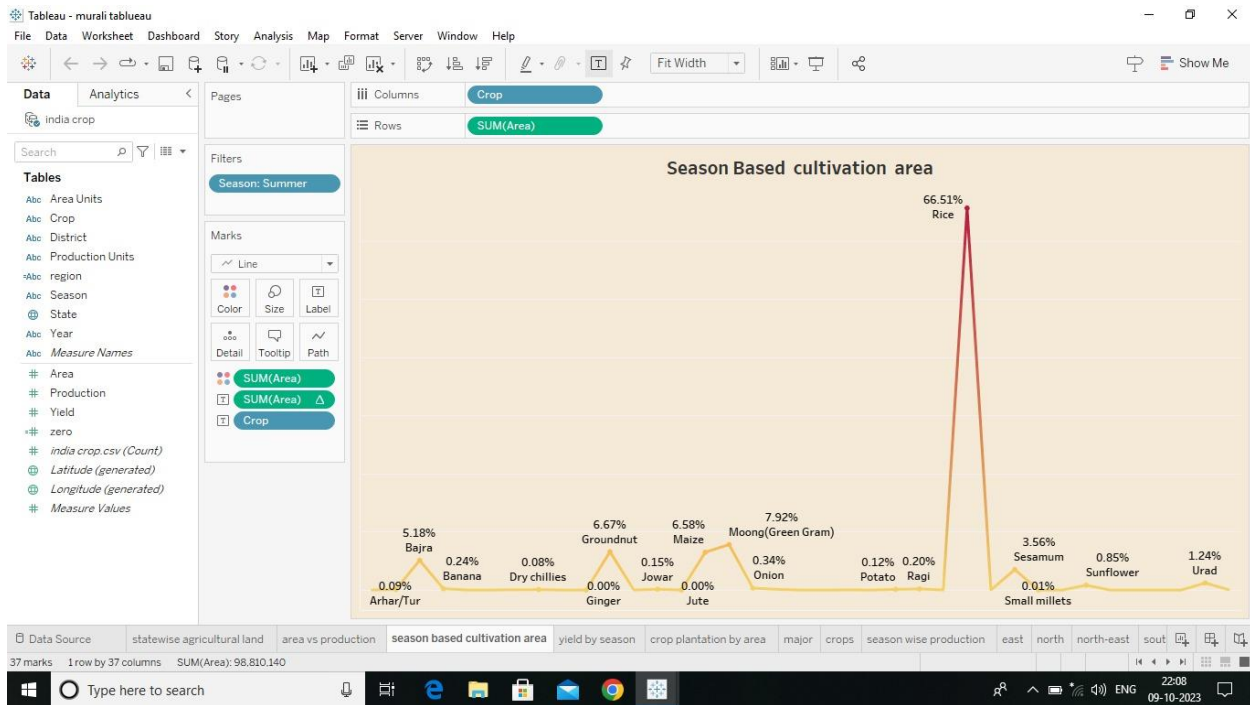 Tableau - murali tablueau
File Data Worksheet Dashboard Story Analysis Map Format Server Window Help
Fit Width
Show Me
Data Analytics
india crop
Search
Tables
Abc Area Units
Abc Crop
Abc District
Abc Production Units
=Abc region
Abc Season
State
Abc Year
Abc Measure Names
# Area
# Production
# Yield
=# zero
# india crop.csv (Count)
Latitude (generated)
Longitude (generated)
# Measure Values
Pages
Filters
Season: Summer
Marks
Line
Color Size Label
Detail Tooltip Path
SUM(Area)
SUM(Area) Δ
Crop
iii Columns Crop
Rows SUM(Area)
Season Based cultivation area
66.51%
Rice
7.92%
Moong(Green Gram)
6.67%
Groundnut
6.58%
Maize
5.18%
Bajra
3.56%
Sesamum
0.24%
Banana
0.08%
Dry chillies
0.15%
Jowar
0.34%
Onion
0.12%
Potato
0.20%
Ragi
0.85%
Sunflower
1.24%
Urad
0.09%
Arhar/Tur
0.00%
Ginger
0.00%
Jute
0.01%
Small millets
Data Source statewise agricultural land area vs production season based cultivation area yield by season crop plantation by area major crops season wise production east north north-east sout
37 marks 1 row by 37 columns SUM(Area): 98,810,140
Type here to search
ENG
22:08
09-10-2023